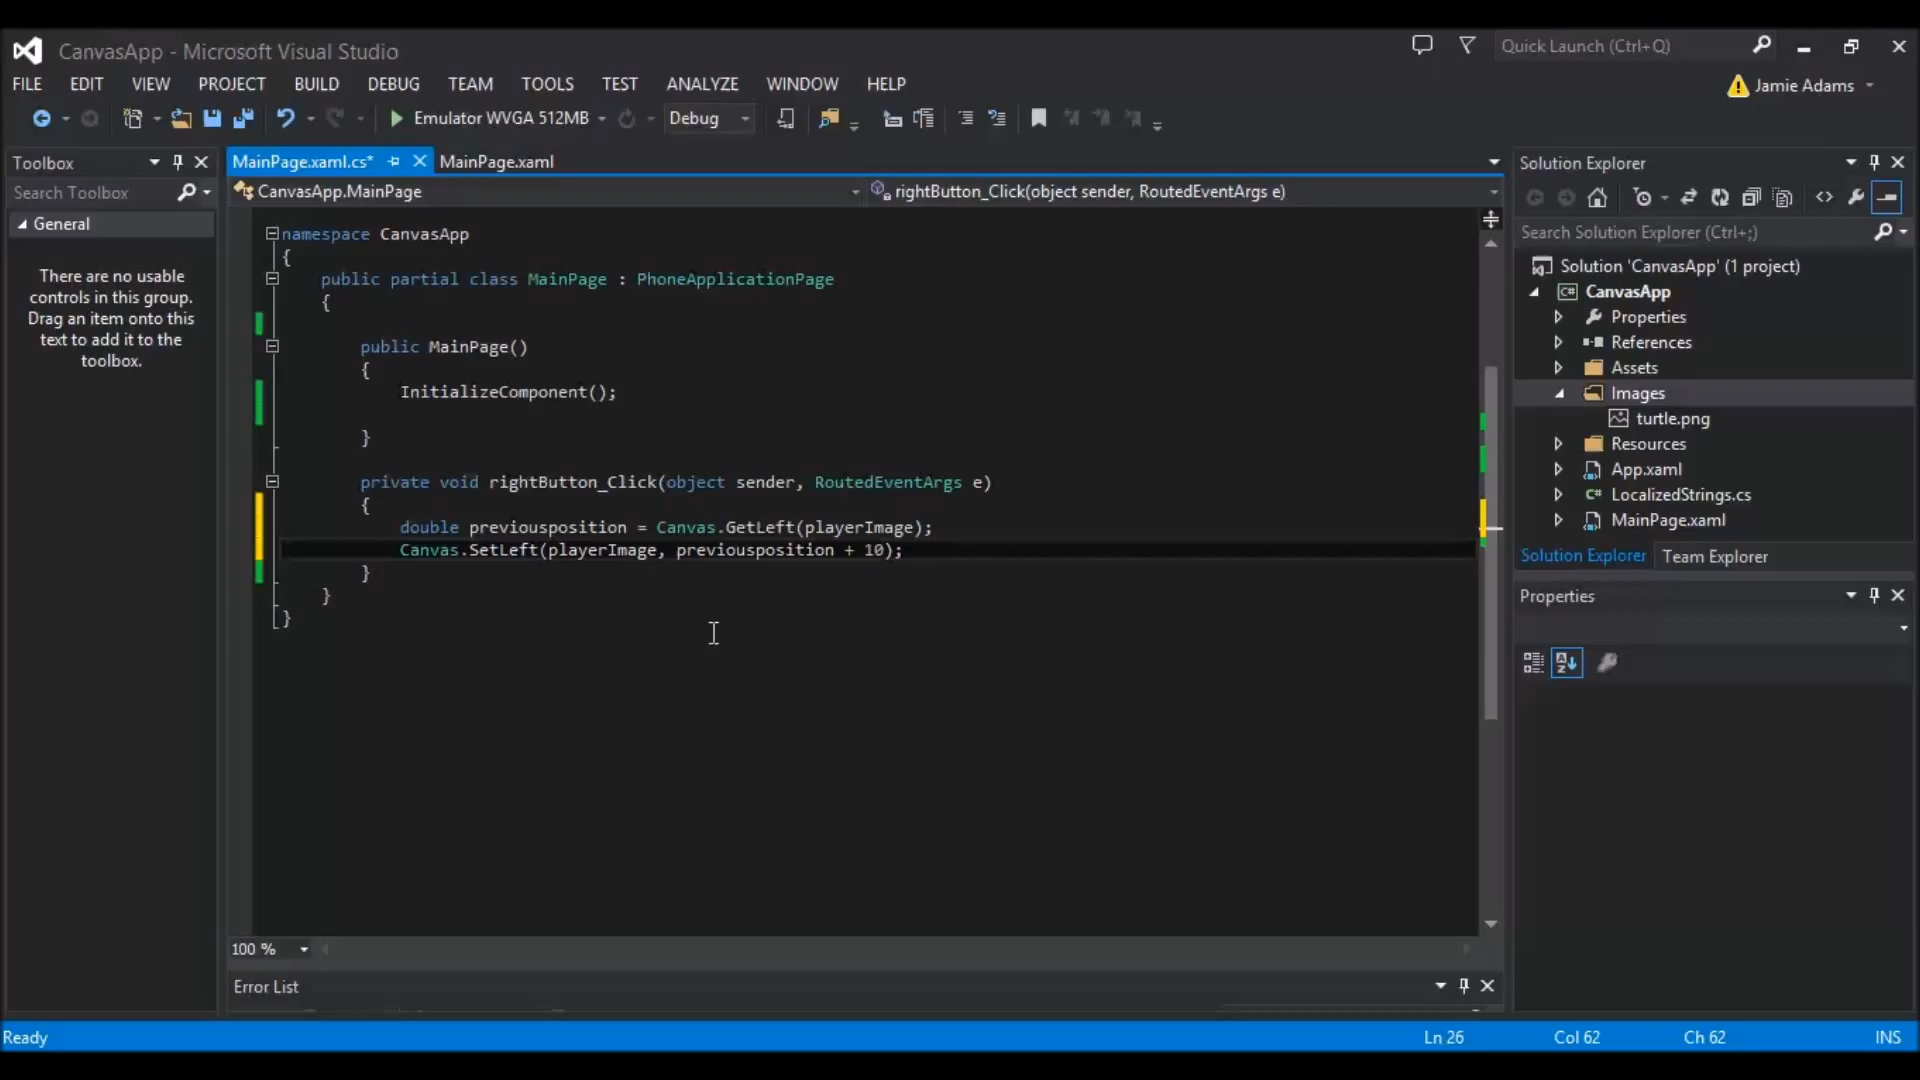 CanvasApp - Microsoft Visual Studio
Quick Launch (Ctrl+Q)
FILE EDIT VIEW PROJECT BUILD DEBUG TEAM TOOLS TEST ANALYZE WINDOW HELP
Jamie Adams
Emulator WVGA 512MB
Debug
Toolbox
Search Toolbox
General
There are no usable
controls in this group.
Drag an item onto this
text to add it to the
toolbox.
MainPage.xaml.cs* MainPage.xaml
CanvasApp.MainPage
rightButton_Click(object sender, RoutedEventArgs e)
namespace CanvasApp
{
public partial class MainPage : PhoneApplicationPage
{
public MainPage()
{
InitializeComponent();
}
private void rightButton_Click(object sender, RoutedEventArgs e)
{
double previousposition = Canvas.GetLeft(playerImage);
Canvas.SetLeft(playerImage, previousposition + 10);
}
}
}
100 %
Error List
Solution Explorer
Search Solution Explorer (Ctrl+;)
Solution 'CanvasApp' (1 project)
C# CanvasApp
Properties
References
Assets
Images
turtle.png
Resources
App.xaml
C# LocalizedStrings.cs
MainPage.xaml
Solution Explorer Team Explorer
Properties
Ready
Ln 26 Col 62 Ch 62 INS